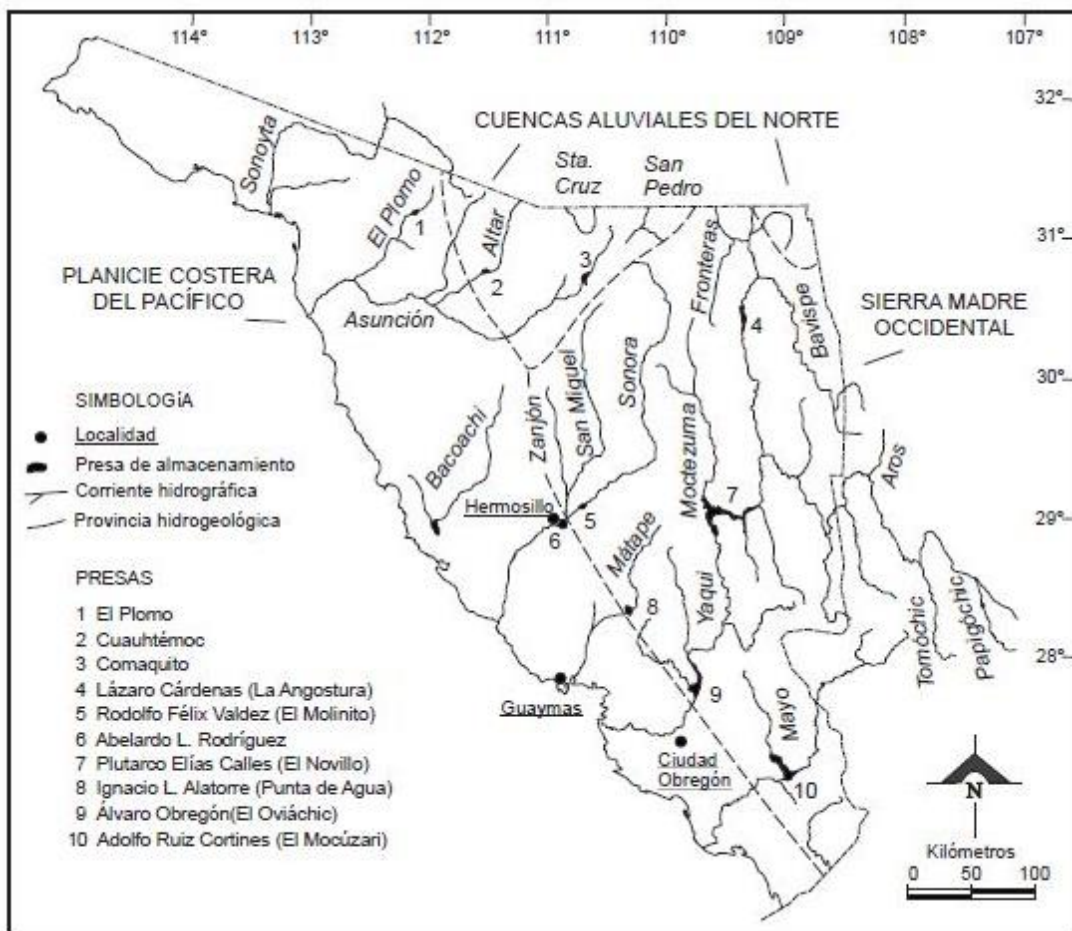 114°
113°
112°
111°
110°
109°
108°
107°
32°
31°
30°
29°
28°
CUENCAS ALUVIALES DEL NORTE
Sonoyta
El Plomo
1
Altar
2
Sta.
Cruz
San
Pedro
3
Fronteras
4
Bavispe
PLANICIE COSTERA
DEL PACÍFICO
Asunción
SIERRA MADRE
OCCIDENTAL
Bacoachi
Zanjón
San Miguel
Sonora
Moctezuma
7
Aros
Hermosillo
5
6
Mátape
8
Yaqui
Tomóchic
Papigóchic
Guaymas
9
Mayo
Ciudad
Obregón
10
SIMBOLOGíA
Localidad
Presa de almacenamiento
Corriente hidrográfica
Provincia hidrogeológica
PRESAS
1 El Plomo
2 Cuauhtémoc
3 Comaquito
4 Lázaro Cárdenas (La Angostura)
5 Rodolfo Félix Valdez (El Molinito)
6 Abelardo L. Rodríguez
7 Plutarco Elías Calles (El Novillo)
8 Ignacio L. Alatorre (Punta de Agua)
9 Álvaro Obregón(El Oviáchic)
10 Adolfo Ruiz Cortines (El Mocúzari)
N
Kilómetros
0 50 100